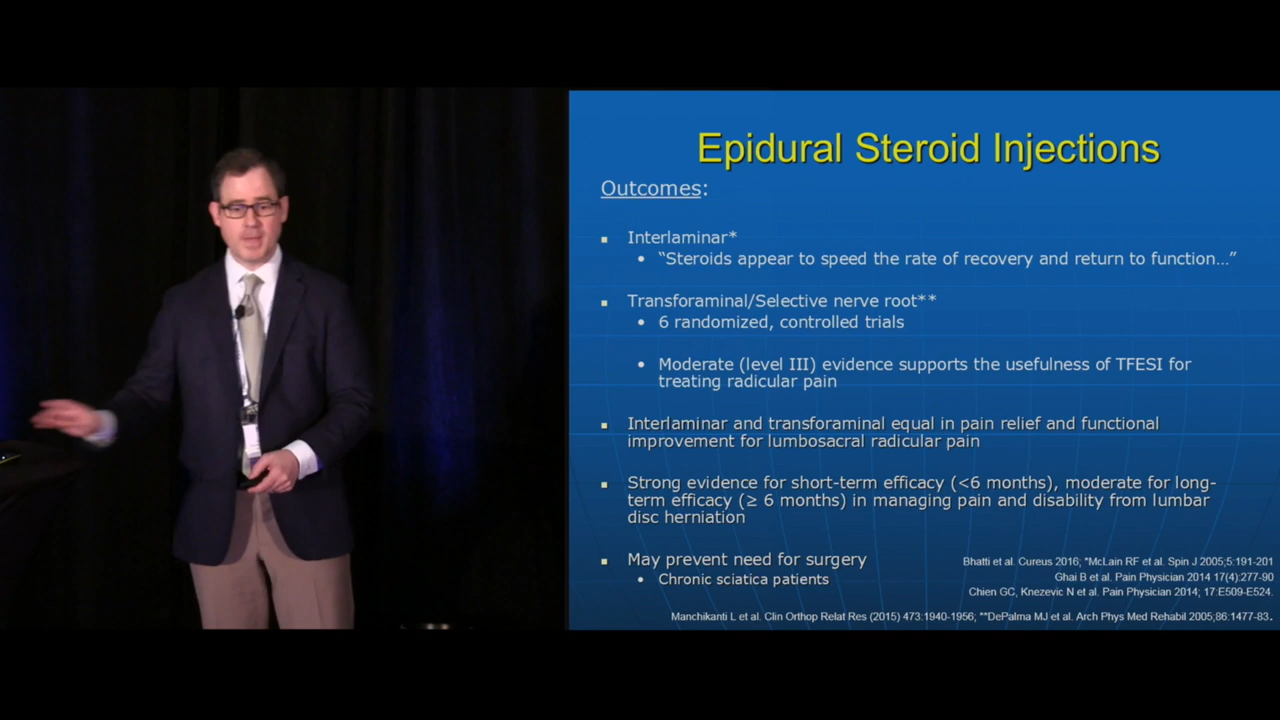 Epidural Steroid Injections
Outcomes:
▪ Interlaminar*
• “Steroids appear to speed the rate of recovery and return to function…”
▪ Transforaminal/Selective nerve root**
• 6 randomized, controlled trials
• Moderate (level III) evidence supports the usefulness of TFESI for
treating radicular pain
▪ Interlaminar and transforaminal equal in pain relief and functional
improvement for lumbosacral radicular pain
▪ Strong evidence for short-term efficacy (<6 months), moderate for long-
term efficacy (≥ 6 months) in managing pain and disability from lumbar
disc herniation
▪ May prevent need for surgery
• Chronic sciatica patients
Bhatti et al. Cureus 2016; *McLain RF et al. Spin J 2005;5:191-201
Ghai B et al. Pain Physician 2014 17(4):277-90
Chien GC, Knezevic N et al. Pain Physician 2014; 17:E509-E524.
Manchikanti L et al. Clin Orthop Relat Res (2015) 473:1940-1956; **DePalma MJ et al. Arch Phys Med Rehabil 2005;86:1477-83.